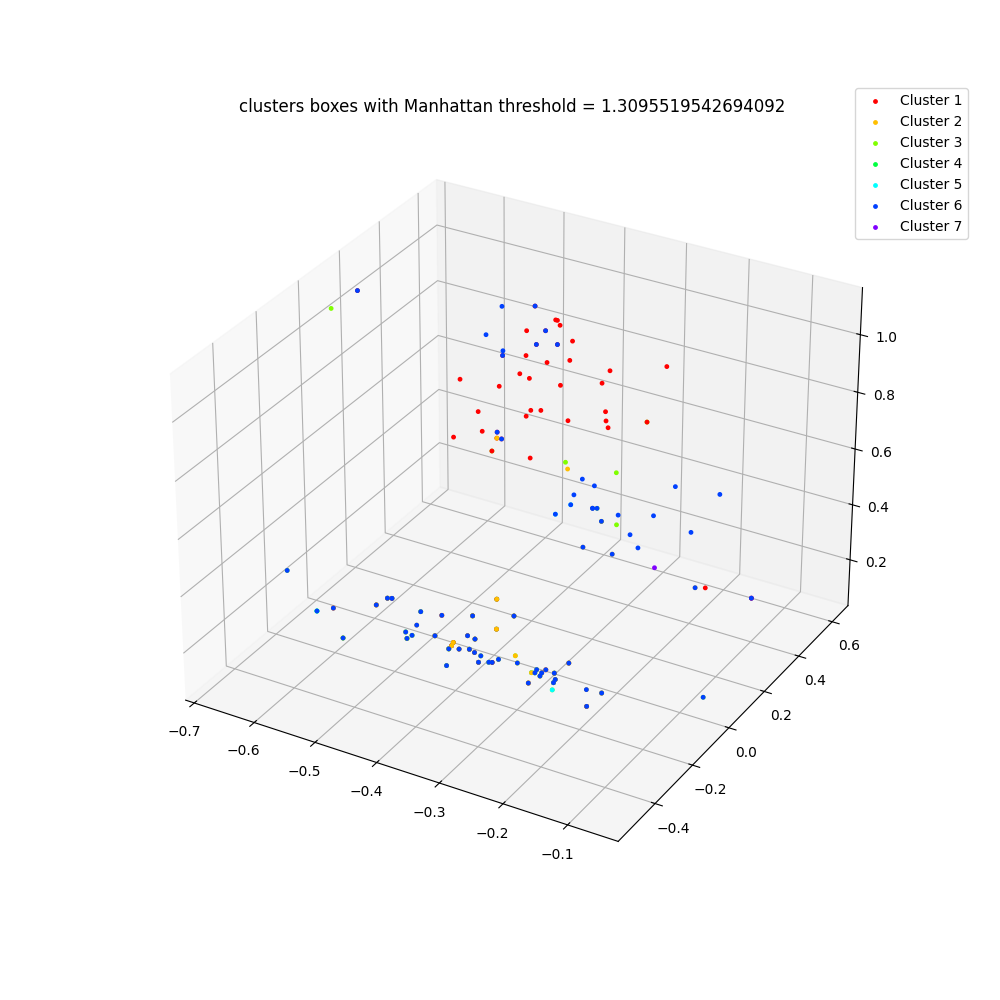 clusters boxes with Manhattan threshold = 1.3095519542694092
Cluster 1
Cluster 2
Cluster 3
Cluster 4
Cluster 5
Cluster 6
Cluster 7
1.0
0.8
0.6
0.4
0.2
0.6
0.4
0.2
0.0
−0.2
−0.4
−0.7
−0.6
−0.5
−0.4
−0.3
−0.2
−0.1